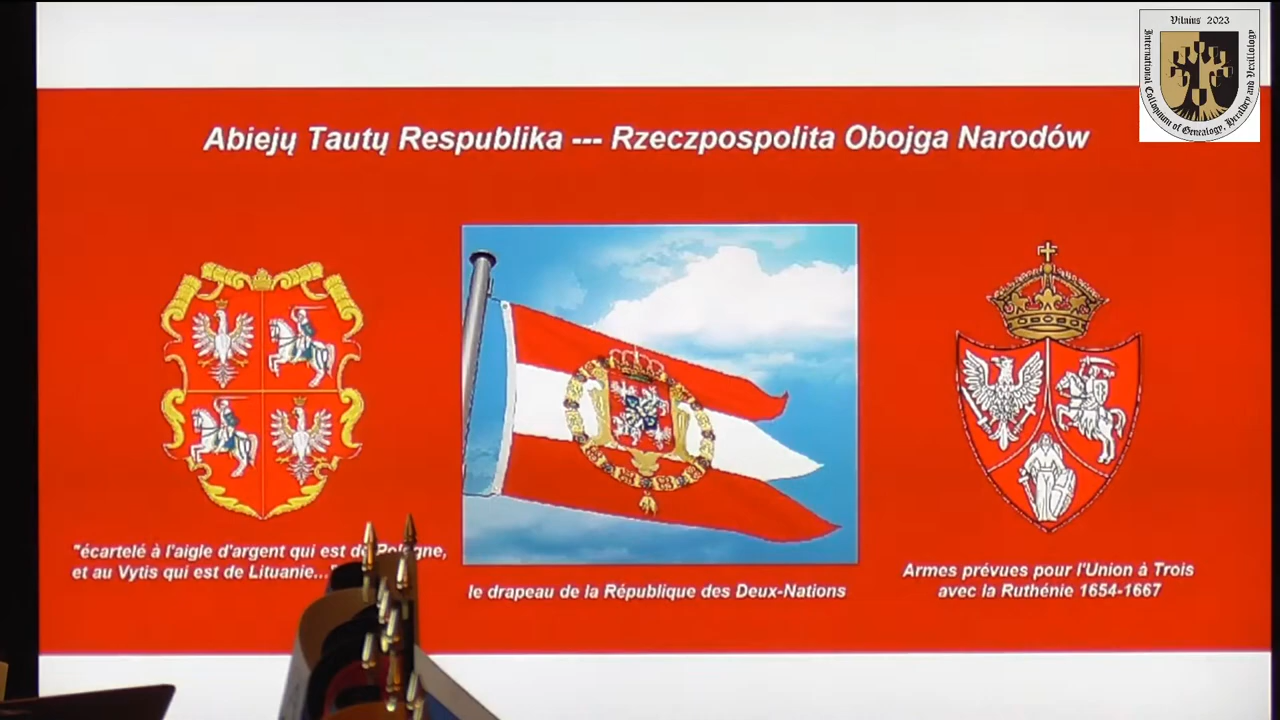 Vilnius 2023
International Colloquium of Genealogy, Heraldry and Vexillology
Abiejų Tautų Respublika --- Rzeczpospolita Obojga Narodów
"écartelé à l'aigle d'argent qui est de Pologne,
et au Vytis qui est de Lituanie..."
le drapeau de la République des Deux-Nations
Armes prévues pour l'Union à Trois
avec la Ruthénie 1654-1667